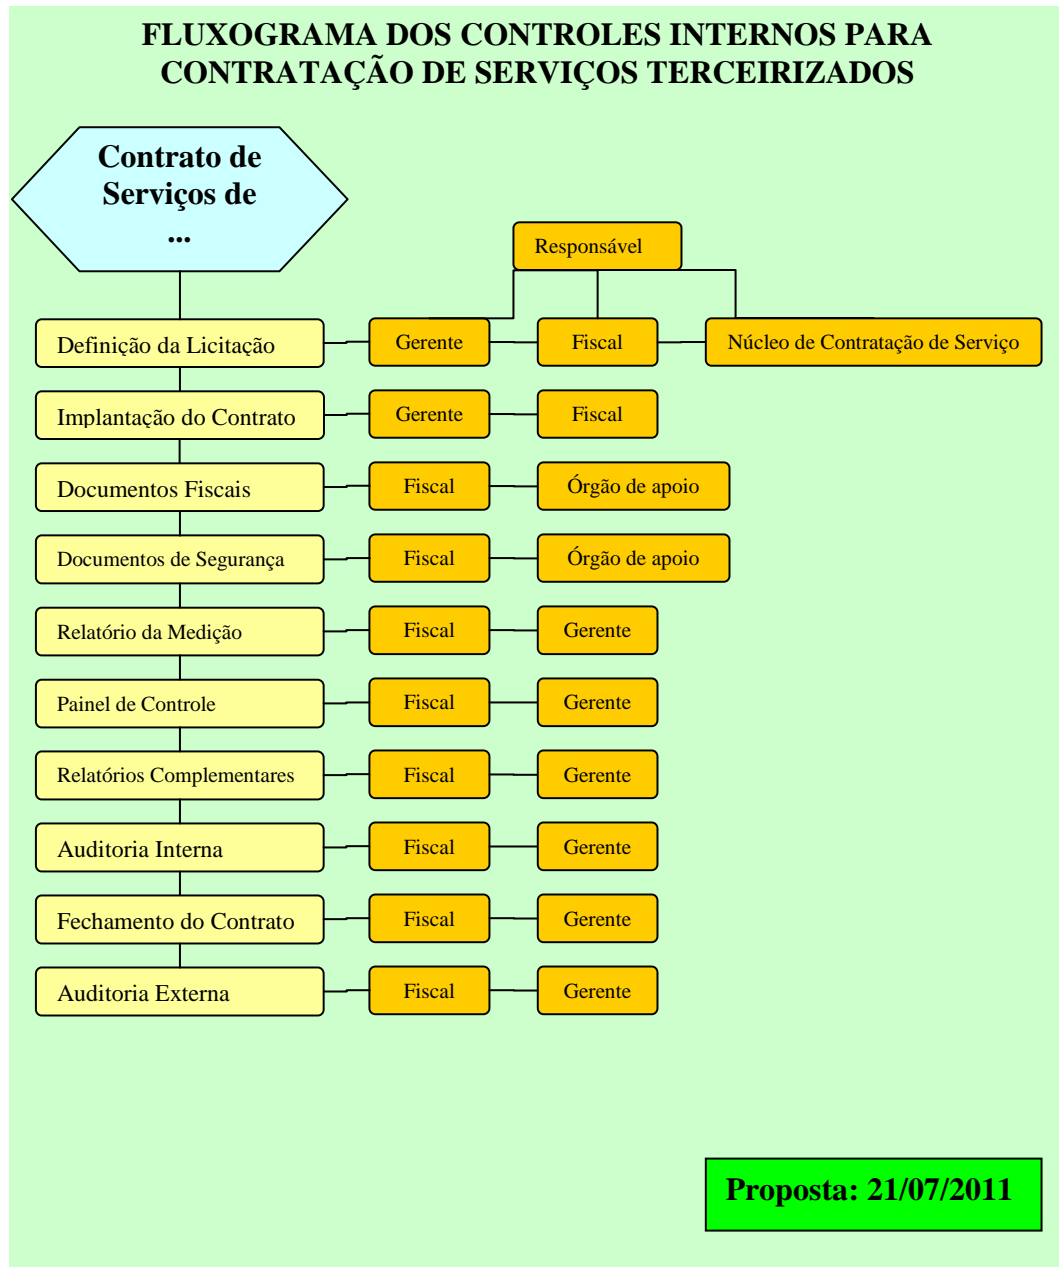 FLUXOGRAMA DOS CONTROLES INTERNOS PARA
CONTRATAÇÃO DE SERVIÇOS TERCEIRIZADOS
Contrato de
Serviços de
...
Responsável
Definição da Licitação
Gerente
Fiscal
Núcleo de Contratação de Serviço
Implantação do Contrato
Gerente
Fiscal
Documentos Fiscais
Fiscal
Órgão de apoio
Documentos de Segurança
Fiscal
Órgão de apoio
Relatório da Medição
Fiscal
Gerente
Painel de Controle
Fiscal
Gerente
Relatórios Complementares
Fiscal
Gerente
Auditoria Interna
Fiscal
Gerente
Fechamento do Contrato
Fiscal
Gerente
Auditoria Externa
Fiscal
Gerente
Proposta: 21/07/2011